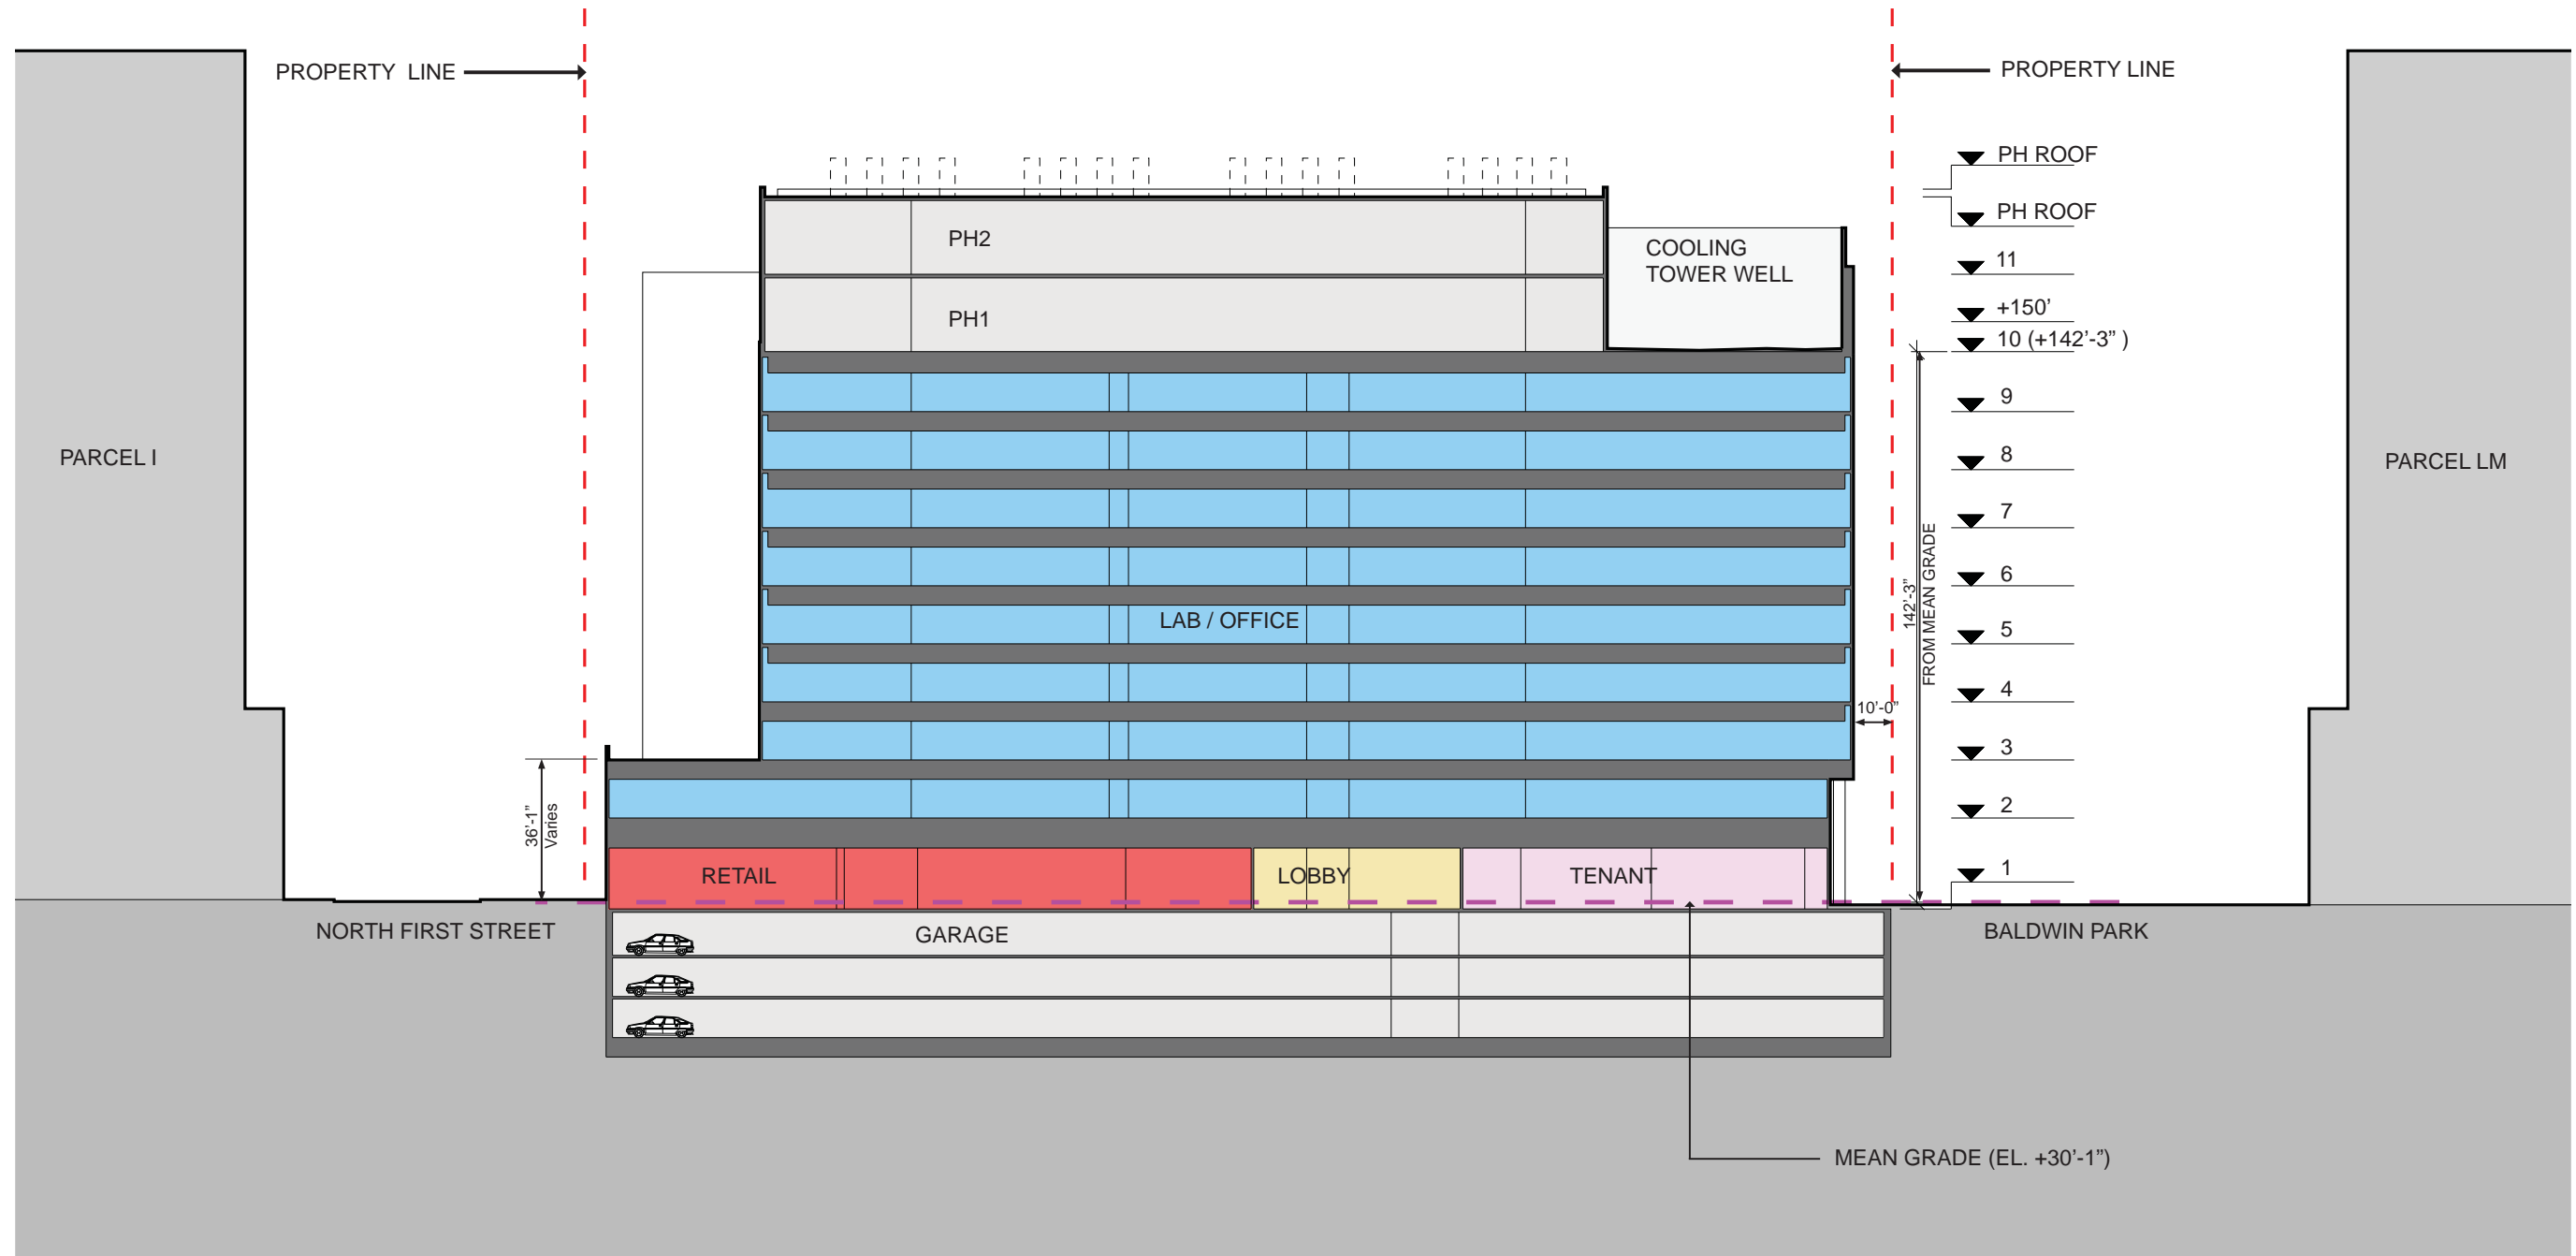 PROPERTY LINE
PROPERTY LINE
PH ROOF
PH ROOF
PH2
COOLING
TOWER WELL
11
+150’
PH1
10 (+142’-3” )
9
PARCEL I
8
PARCEL LM
7
6
142’-3”
FROM MEAN GRADE
LAB / OFFICE
5
4
10’-0”
3
36’-1”
Varies
2
RETAIL
LOBBY
TENANT
1
NORTH FIRST STREET
GARAGE
BALDWIN PARK
MEAN GRADE (EL. +30’-1”)